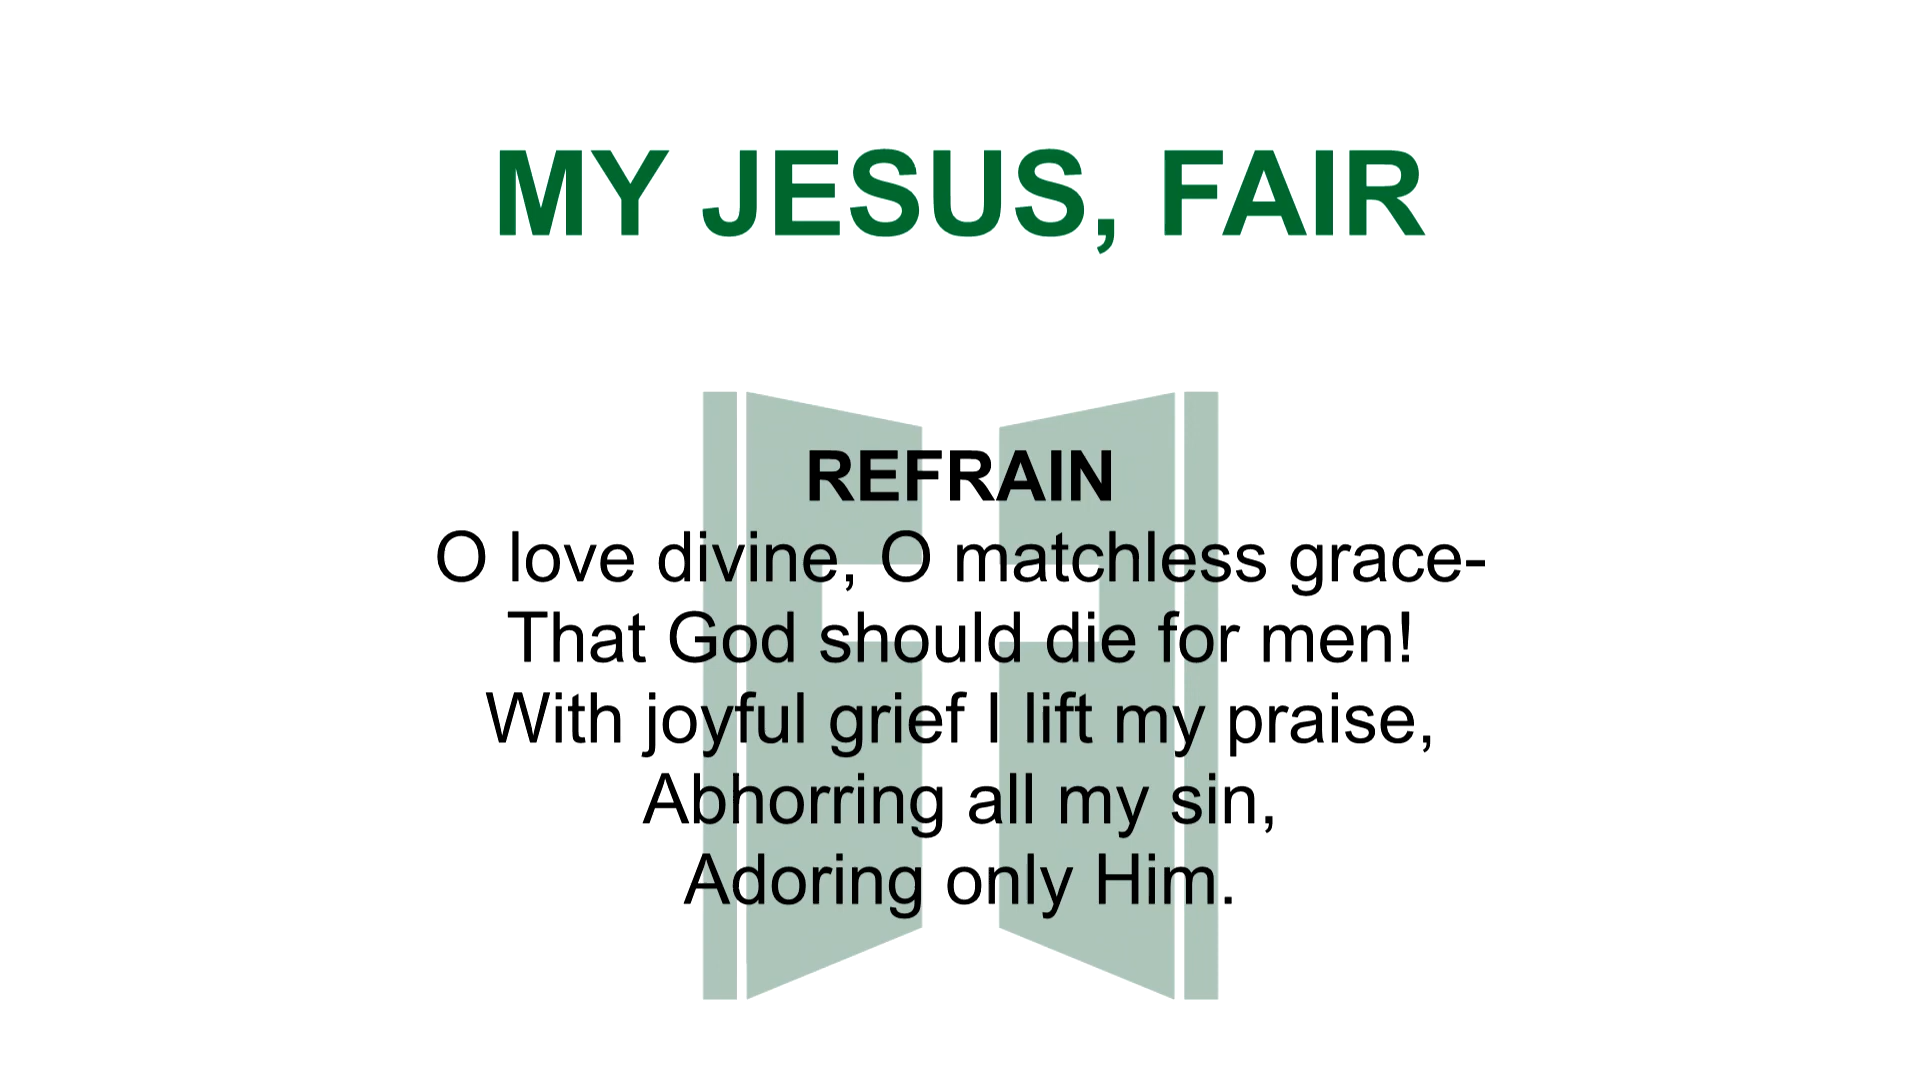 MY JESUS, FAIR
REFRAIN
O love divine, O matchless grace-
That God should die for men!
With joyful grief I lift my praise,
Abhorring all my sin,
Adoring only Him.